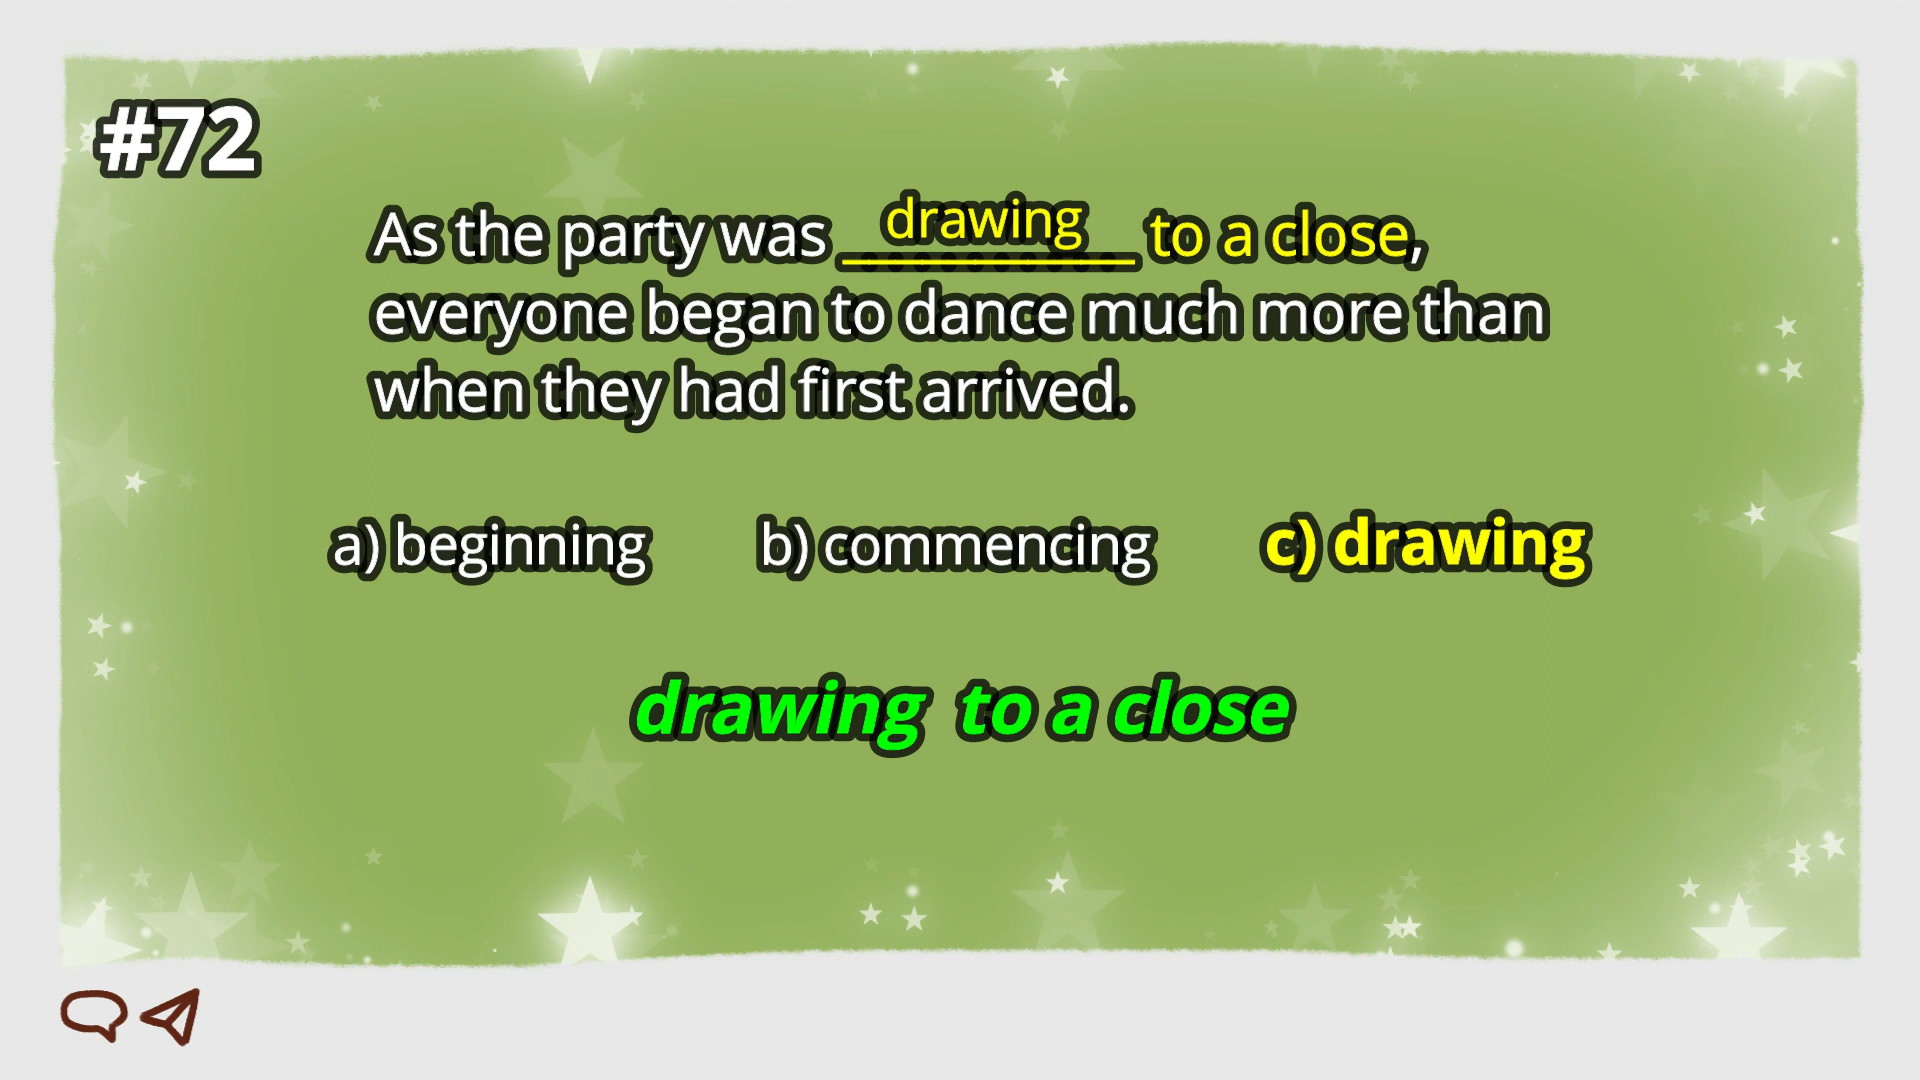 #72
As the party was drawing to a close,
everyone began to dance much more than
when they had first arrived.
a) beginning b) commencing c) drawing
drawing to a close